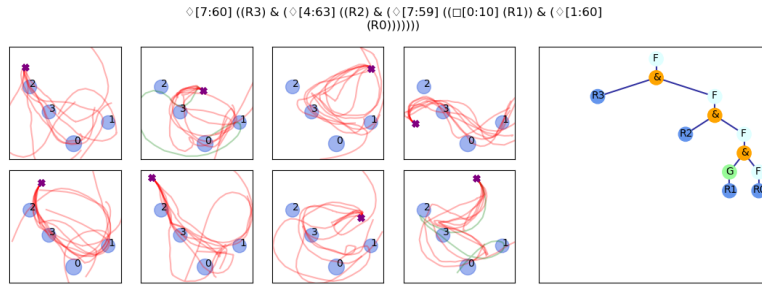 ♢[7:60] ((R3) & (♢[4:63] ((R2) & (♢[7:59] ((□[0:10] (R1)) & (♢[1:60]
(R0)))))))
2 3 1 0
2 3 1 0
2 3 1 0
2 3 1 0
F
&
R3 F
&
R2 F
&
G F
R1
2 3 1 0
2 3 1 0
2 3 1 0
2 3 1 0